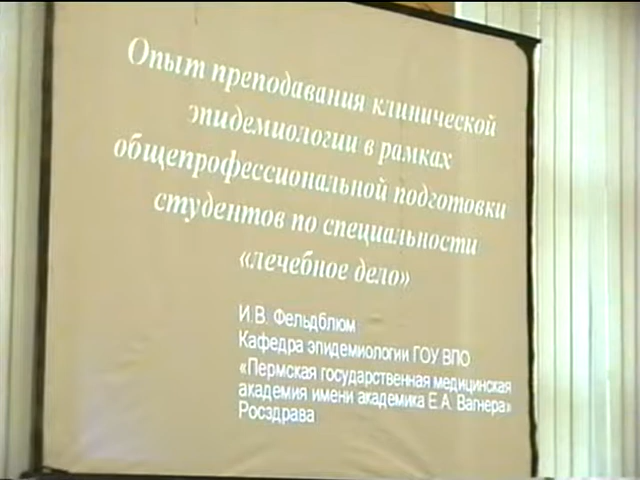 Опыт преподавания клинической
эпидемиологии в рамках
общепрофессиональной подготовки
студентов по специальности
«лечебное дело»
И.В. Фельдблюм
Кафедра эпидемиологии ГОУ ВПО
«Пермская государственная медицинская
академия имени академика Е.А. Вагнера»
Росздрава